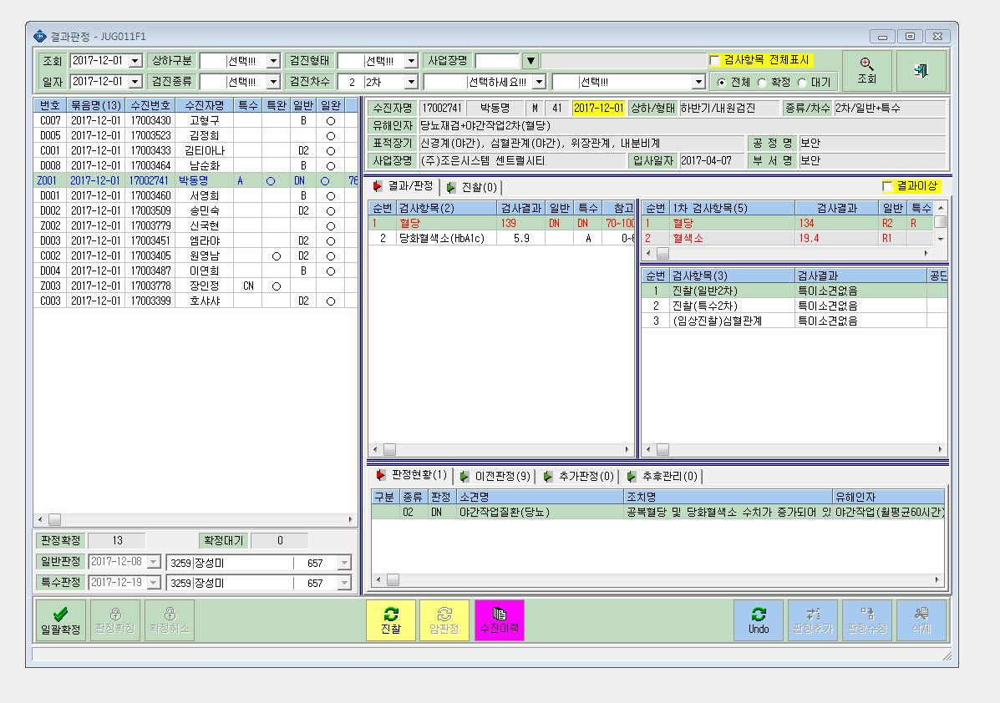 결과판정 - JUG011F1
조회 2017-12-01 상하구분 선택!!! 검진형태 선택!!! 사업장명 ▼ 검사항목 전체표시
일자 2017-12-01 검진종류 선택!!! 검진차수 2 2차 선택하세요!!! 선택!!! 전체 확정 대기 조회
번호 묶음명(13) 수진번호 수진자명 특수 특완 일반 일완
C007 2017-12-01 17003430 고형구 B ○
D005 2017-12-01 17003523 김정희 ○
C001 2017-12-01 17003433 김티아나 D2 ○
D008 2017-12-01 17003464 남순화 B ○
Z001 2017-12-01 17002741 박동명 A ○ DN ○ 76
D001 2017-12-01 17003460 서영희 B ○
D002 2017-12-01 17003509 송민숙 D2 ○
Z002 2017-12-01 17003779 신국현 ○
D003 2017-12-01 17003451 엠라야 D2 ○
C002 2017-12-01 17003405 원영남 ○ D2 ○
D004 2017-12-01 17003487 이연희 B ○
Z003 2017-12-01 17003778 장인정 CN ○
C003 2017-12-01 17003399 호샤샤 D2 ○
판정확정 13 확정대기 0
일반판정 2017-12-08 3259 장성미 657
특수판정 2017-12-19 3259 장성미 657
수진자명 17002741 박동명 M 41 2017-12-01 상하/형태 하반기/내원검진 종류/차수 2차/일반+특수
유해인자 당뇨재검+야간작업2차(혈당)
표적장기 신경계(야간), 심혈관계(야간), 위장관계, 내분비계 공 정 명 보안
사업장명 (주)조은시스템 센트럴시티 입사일자 2017-04-07 부 서 명 보안
결과/판정 진찰(0) 결과이상
순번 검사항목(2) 검사결과 일반 특수 참고
1 혈당 139 DN DN 70~100
2 당화혈색소(HbA1c) 5.9 A 0~6
순번 1차 검사항목(5) 검사결과 일반 특수
1 혈당 134 R2 R
2 혈색소 19.4 R1
순번 검사항목(3) 검사결과 공단
1 진찰(일반2차) 특이소견없음
2 진찰(특수2차) 특이소견없음
3 (임상진찰)심혈관계 특이소견없음
판정현황(1) 이전판정(9) 추가판정(0) 추후관리(0)
구분 종류 판정 소견명 조치명 유해인자
02 DN 야간작업질환(당뇨) 공복혈당 및 당화혈색소 수치가 증가되어 있 야간작업(월평균60시간)
일괄확정 판정확정 확정취소 진찰 암판정 수진이력 Undo 판정추가 판정수정 삭제